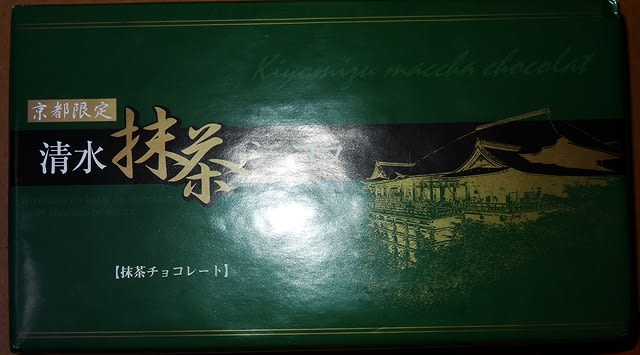 Kiyomizu maccha chocolat
京都限定
清水抹茶
【抹茶チョコレート】